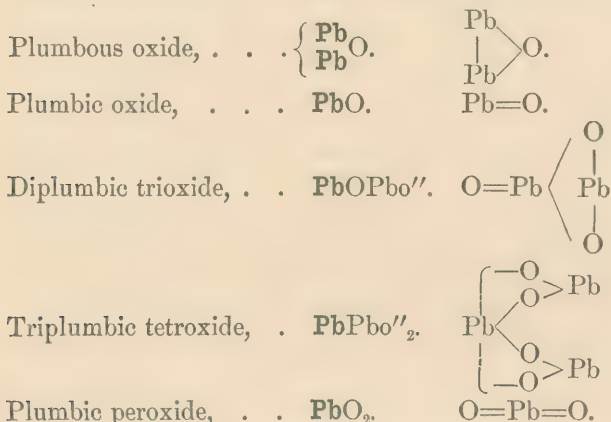 Plumbous oxide, . . . { Pb Pb O. Pb Pb O.
Plumbic oxide, . . . PbO. Pb=O.
Diplumbic trioxide, . . PbOPbo″. O=Pb O Pb O
Triplumbic tetroxide, . PbPbo″₂. Pb O O Pb O O Pb
Plumbic peroxide, . . PbO₂. O=Pb=O.